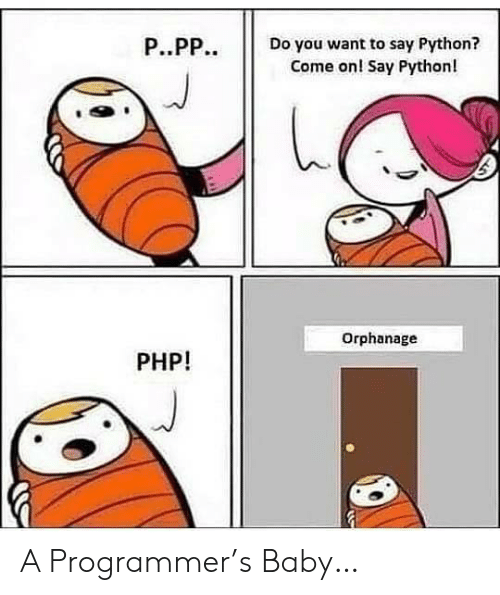 P..PP..
Do you want to say Python?
Come on! Say Python!
PHP!
Orphanage
A Programmer’s Baby…